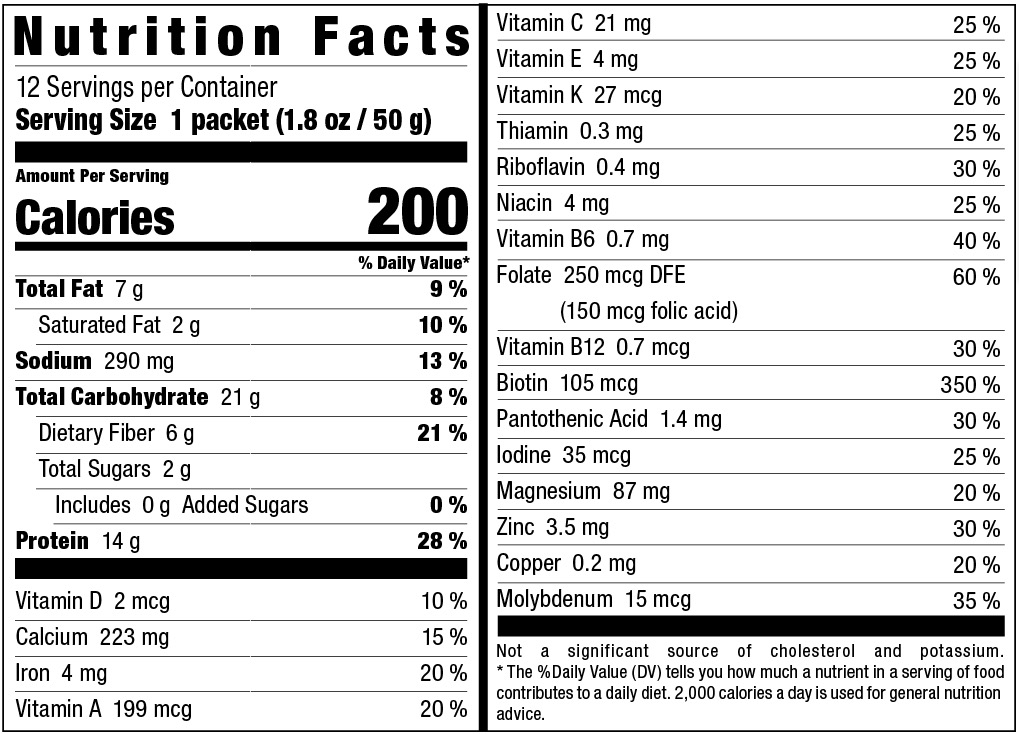 Nutrition Facts
12 Servings per Container
Serving Size 1 packet (1.8 oz / 50 g)
Amount Per Serving
Calories 200
% Daily Value*
Total Fat 7 g 9 %
Saturated Fat 2 g 10 %
Sodium 290 mg 13 %
Total Carbohydrate 21 g 8 %
Dietary Fiber 6 g 21 %
Total Sugars 2 g
Includes 0 g Added Sugars 0 %
Protein 14 g 28 %
Vitamin D 2 mcg 10 %
Calcium 223 mg 15 %
Iron 4 mg 20 %
Vitamin A 199 mcg 20 %
Vitamin C 21 mg 25 %
Vitamin E 4 mg 25 %
Vitamin K 27 mcg 20 %
Thiamin 0.3 mg 25 %
Riboflavin 0.4 mg 30 %
Niacin 4 mg 25 %
Vitamin B6 0.7 mg 40 %
Folate 250 mcg DFE 60 %
(150 mcg folic acid)
Vitamin B12 0.7 mcg 30 %
Biotin 105 mcg 350 %
Pantothenic Acid 1.4 mg 30 %
Iodine 35 mcg 25 %
Magnesium 87 mg 20 %
Zinc 3.5 mg 30 %
Copper 0.2 mg 20 %
Molybdenum 15 mcg 35 %
Not a significant source of cholesterol and potassium.
* The %Daily Value (DV) tells you how much a nutrient in a serving of food
contributes to a daily diet. 2,000 calories a day is used for general nutrition
advice.